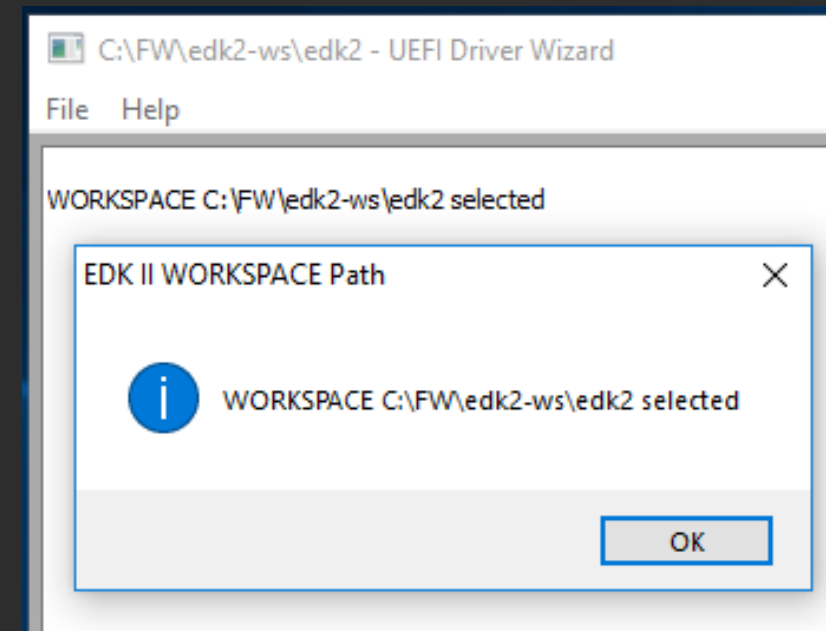 C:\FW\edk2-ws\edk2 - UEFI Driver Wizard
File Help
WORKSPACE C:\FW\edk2-ws\edk2 selected
EDK II WORKSPACE Path
WORKSPACE C:\FW\edk2-ws\edk2 selected
OK